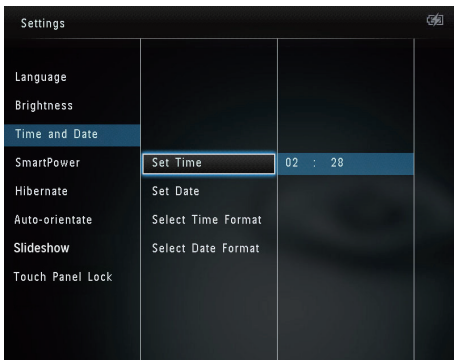 Settings
Language
Brightness
Time and Date
SmartPower
Set Time
02 : 28
Hibernate
Set Date
Auto-orientate
Select Time Format
Slideshow
Select Date Format
Touch Panel Lock